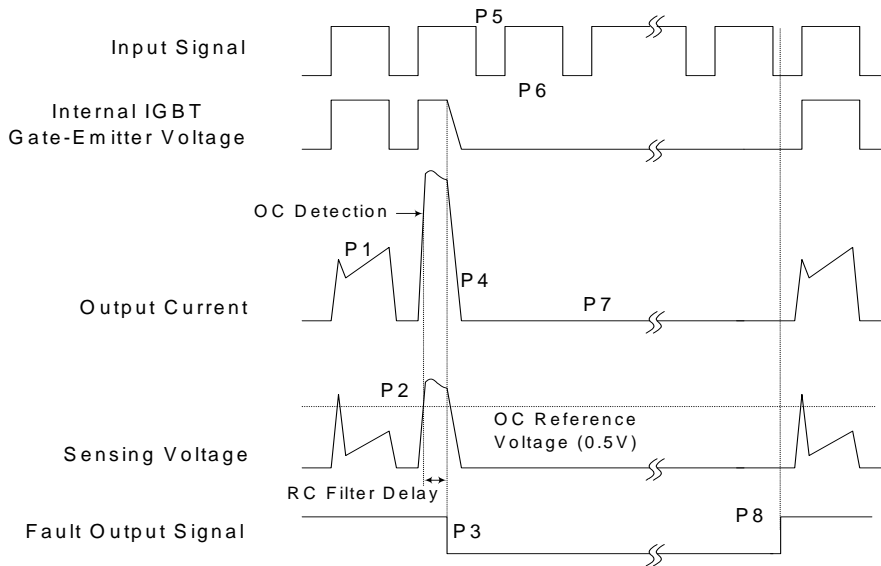 P5
Input Signal
P6
Internal IGBT
Gate-Emitter Voltage
OC Detection
P1
P4
Output Current
P7
P2
OC Reference
Voltage (0.5V)
Sensing Voltage
RC Filter Delay
Fault Output Signal
P3
P8